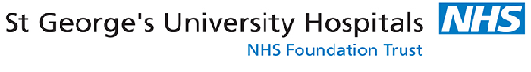 St George's University Hospitals NHS
NHS Foundation Trust